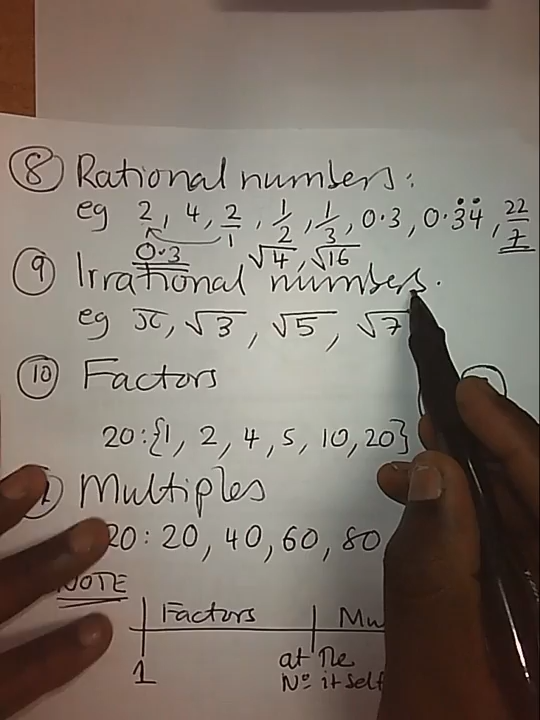 ⑧ Rational numbers:
eg 2, 4, 2/1, 1/2, 1/3, 0.3, 0.3̇4̇, 22/7
0.3 √4, √16
⑨ Irrational numbers.
eg π, √3, √5, √7
⑩ Factors
20:{1, 2, 4, 5, 10, 20}
Multiples
20: 20, 40, 60, 80
NOTE
Factors | Mu
1 | at the
Nº itself